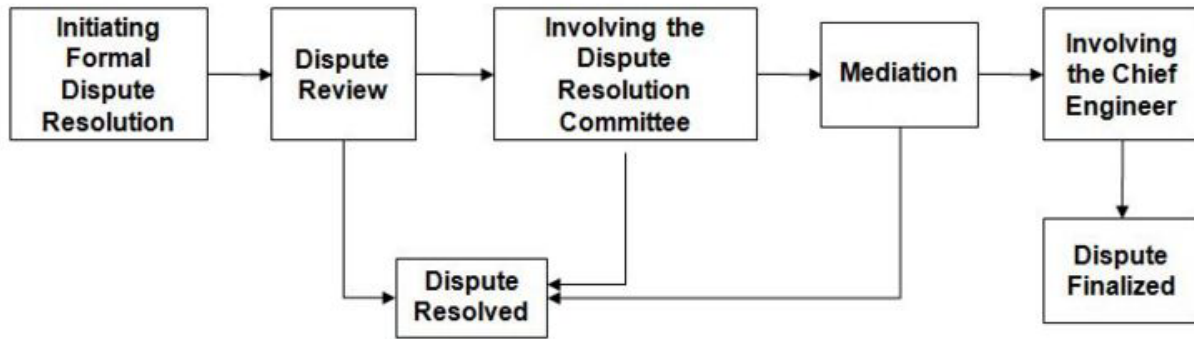 Initiating
Formal
Dispute
Resolution
Dispute
Review
Involving the
Dispute
Resolution
Committee
Mediation
Involving
the Chief
Engineer
Dispute
Resolved
Dispute
Finalized